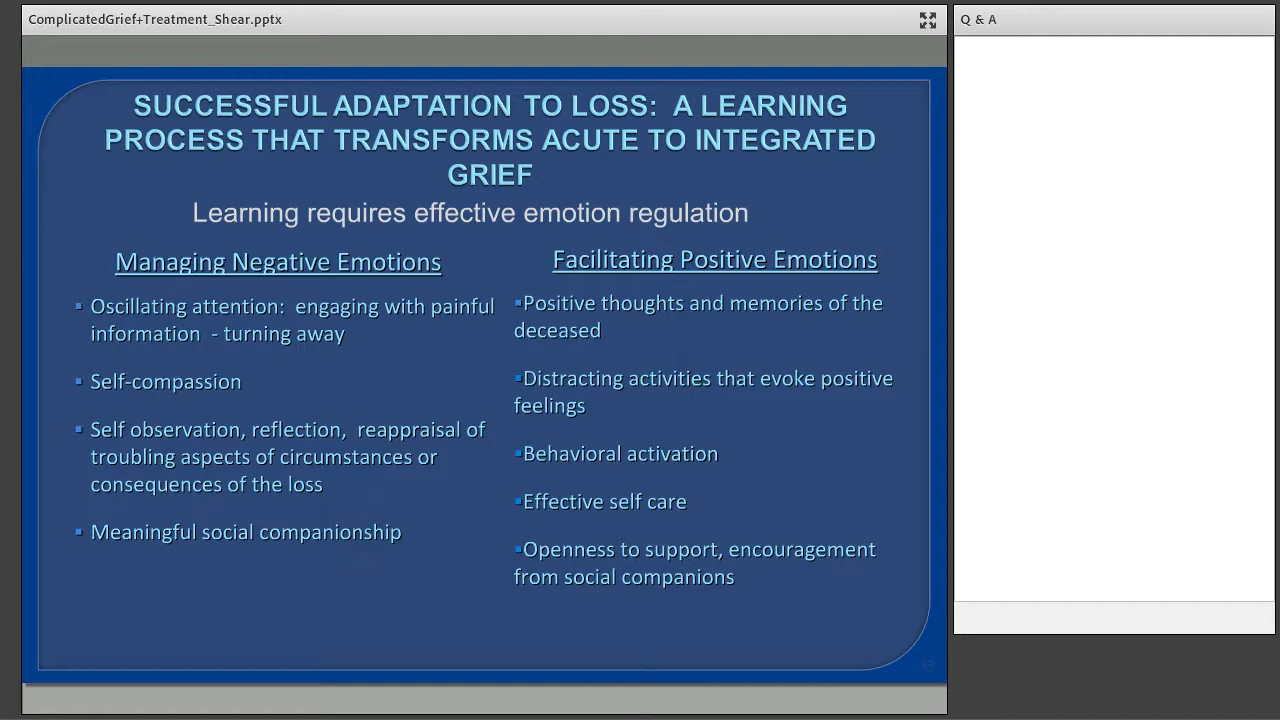 ComplicatedGrief+Treatment_Shear.pptx
Q & A
SUCCESSFUL ADAPTATION TO LOSS: A LEARNING
PROCESS THAT TRANSFORMS ACUTE TO INTEGRATED
GRIEF
Learning requires effective emotion regulation
Managing Negative Emotions
▪ Oscillating attention: engaging with painful
information - turning away
▪ Self-compassion
▪ Self observation, reflection, reappraisal of
troubling aspects of circumstances or
consequences of the loss
▪ Meaningful social companionship
Facilitating Positive Emotions
▪Positive thoughts and memories of the
deceased
▪Distracting activities that evoke positive
feelings
▪Behavioral activation
▪Effective self care
▪Openness to support, encouragement
from social companions